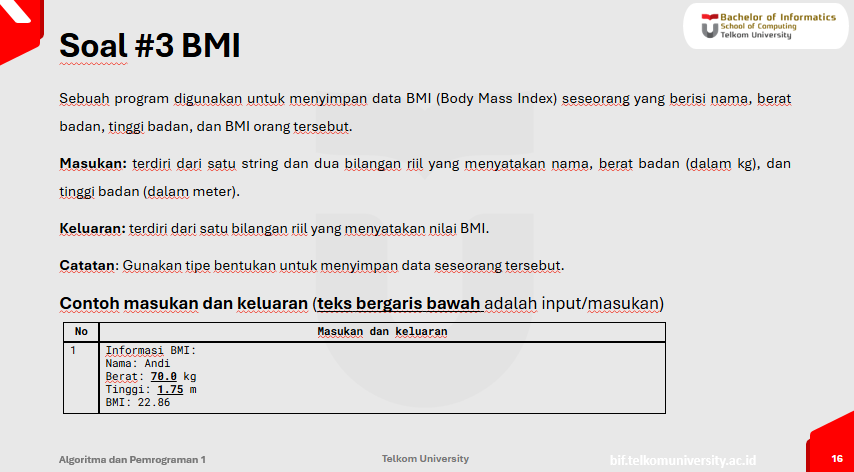 Bachelor of Informatics
School of Computing
Telkom University
Soal #3 BMI
Sebuah program digunakan untuk menyimpan data BMI (Body Mass Index) seseorang yang berisi nama, berat
badan, tinggi badan, dan BMI orang tersebut.
Masukan: terdiri dari satu string dan dua bilangan riil yang menyatakan nama, berat badan (dalam kg), dan
tinggi badan (dalam meter).
Keluaran: terdiri dari satu bilangan riil yang menyatakan nilai BMI.
Catatan: Gunakan tipe bentukan untuk menyimpan data seseorang tersebut.
Contoh masukan dan keluaran (teks bergaris bawah adalah input/masukan)
No Masukan dan keluaran
1 Informasi BMI:
Nama: Andi
Berat: 70.0 kg
Tinggi: 1.75 m
BMI: 22.86
Algoritma dan Pemrograman 1 Telkom University bif.telkomuniversity.ac.id 16